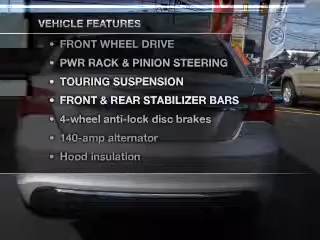 VEHICLE FEATURES
• FRONT WHEEL DRIVE
• PWR RACK & PINION STEERING
• TOURING SUSPENSION
• FRONT & REAR STABILIZER BARS
• 4-wheel anti-lock disc brakes
• 140-amp alternator
• Hood insulation